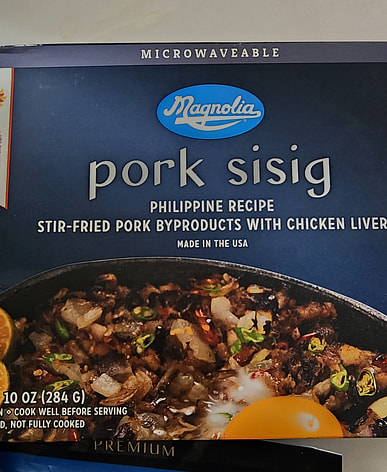 MICROWAVEABLE
Magnolia
pork sisig
PHILIPPINE RECIPE
STIR-FRIED PORK BYPRODUCTS WITH CHICKEN LIVER
MADE IN THE USA
10 OZ (284 G)
COOK WELL BEFORE SERVING
, NOT FULLY COOKED
PREMIUM